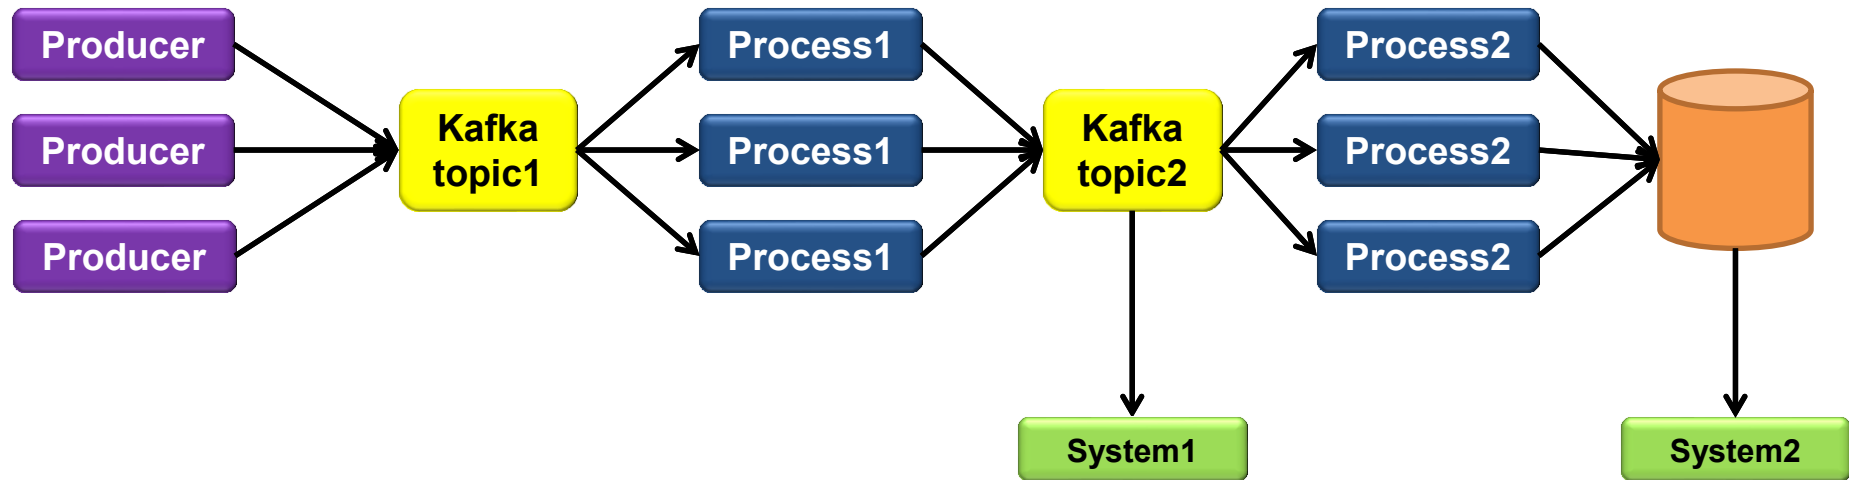 Producer
Process1
Process2
Kafka
topic1
Kafka
topic2
Producer
Process1
Process2
Producer
Process1
Process2
System1
System2